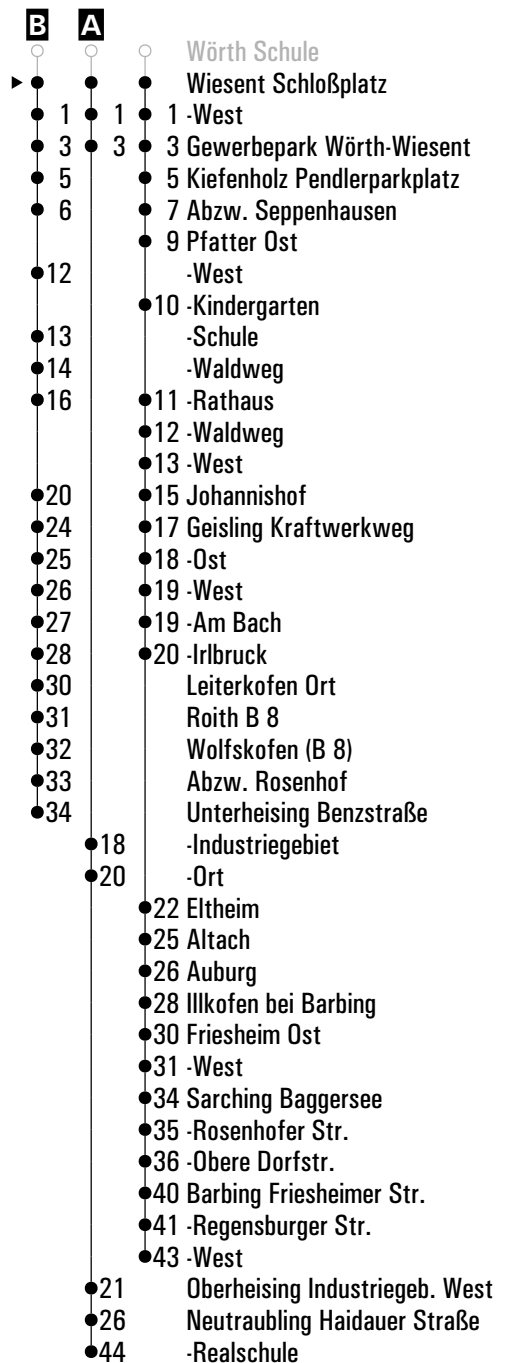 B A
Wörth Schule
Wiesent Schloßplatz
1 1 1 -West
3 3 3 Gewerbepark Wörth-Wiesent
5 5 Kiefenholz Pendlerparkplatz
6 7 Abzw. Seppenhausen
9 Pfatter Ost
12 -West
10 -Kindergarten
13 -Schule
14 -Waldweg
16 11 -Rathaus
12 -Waldweg
13 -West
20 15 Johannishof
24 17 Geisling Kraftwerkweg
25 18 -Ost
26 19 -West
27 19 -Am Bach
28 20 -Irlbruck
30 Leiterkofen Ort
31 Roith B 8
32 Wolfskofen (B 8)
33 Abzw. Rosenhof
34 Unterheising Benzstraße
18 -Industriegebiet
20 -Ort
22 Eltheim
25 Altach
26 Auburg
28 Illkofen bei Barbing
30 Friesheim Ost
31 -West
34 Sarching Baggersee
35 -Rosenhofer Str.
36 -Obere Dorfstr.
40 Barbing Friesheimer Str.
41 -Regensburger Str.
43 -West
21 Oberheising Industriegeb. West
26 Neutraubling Haidauer Straße
44 -Realschule